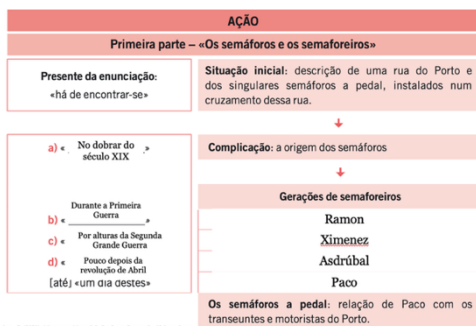 AÇÃO
Primeira parte – «Os semáforos e os semaforeiros»
Presente da enunciação:
«há de encontrar-se»
Situação inicial: descrição de uma rua do Porto e
dos singulares semáforos a pedal, instalados num
cruzamento dessa rua.
a) « No dobrar do »
século XIX
Complicação: a origem dos semáforos
Gerações de semaforeiros
Durante a Primeira
b) « Guerra »
c) « Por alturas da Segunda
Grande Guerra
d) « Pouco depois da
revolução de Abril
[até] «um dia destes»
Ramon
Ximenez
Asdrúbal
Paco
Os semáforos a pedal: relação de Paco com os
transeuntes e motoristas do Porto.